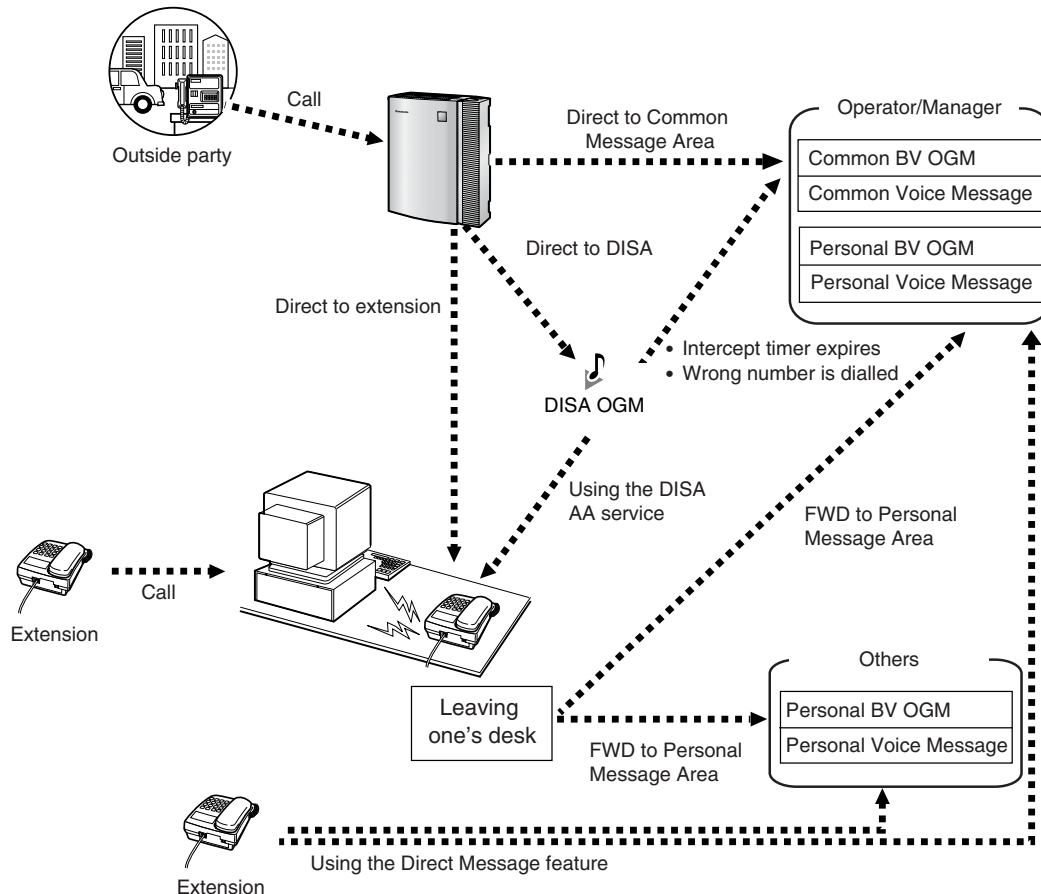 Operator/Manager
Call
Direct to Common
Message Area
Common BV OGM
Outside party
Common Voice Message
Personal BV OGM
Direct to DISA
Personal Voice Message
Direct to extension
• Intercept timer expires
• Wrong number is dialled
DISA OGM
Using the DISA
AA service
FWD to Personal
Message Area
Call
Extension
Others
Leaving
one's desk
Personal BV OGM
Personal Voice Message
FWD to Personal
Message Area
Using the Direct Message feature
Extension